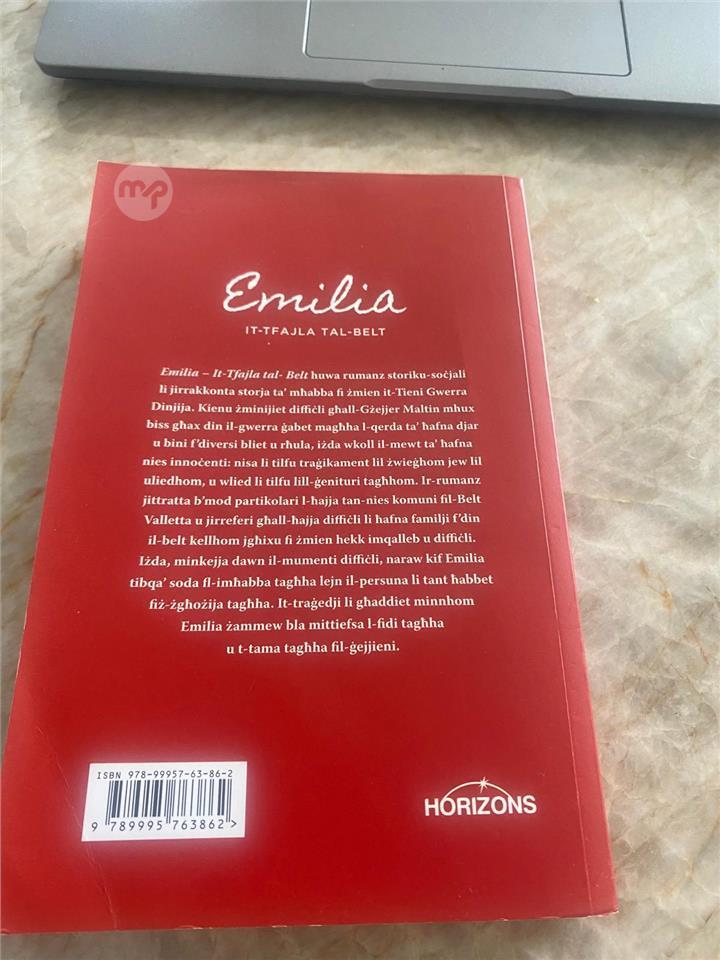 mp
Emilia
IT-TFAJLA TAL-BELT
Emilia – It-Tfajla tal- Belt huwa rumanz storiku-soċjali
li jirrakkonta storja ta' mħabba fi żmien it-Tieni Gwerra
Dinjija. Kienu żminijiet diffiċli għall-Gżejjer Maltin mhux
biss għax din il-gwerra ġabet magħha l-qerda ta' ħafna djar
u bini f'diversi bliet u rħula, iżda wkoll il-mewt ta' ħafna
nies innoċenti: nisa li tilfu traġikament lil żwieġhom jew lil
uliedhom, u wlied li tilfu lill-ġenituri tagħhom. Ir-rumanz
jittratta b'mod partikolari l-ħajja tan-nies komuni fil-Belt
Valletta u jirreferi għall-ħajja diffiċli li ħafna familji f'din
il-belt kellhom jgħixu fi żmien hekk imqalleb u diffiċli.
Iżda, minkejja dawn il-mumenti diffiċli, naraw kif Emilia
tibqa' soda fl-imħabba tagħha lejn il-persuna li tant ħabbet
fiż-żgħożija tagħha. It-traġedji li għaddiet minnhom
Emilia żammew bla mittiefsa l-fidi tagħha
u t-tama tagħha fil-ġejjieni.
ISBN 978-99957-63-86-2
9 789995 763862>
HORIZONS